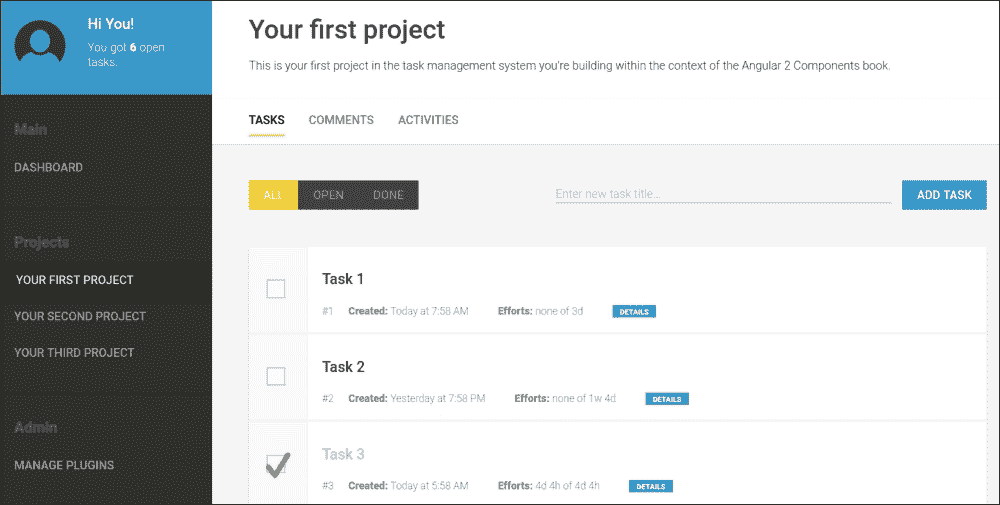 Hi You!
You got 6 open
tasks.
Main
DASHBOARD
Projects
YOUR FIRST PROJECT
YOUR SECOND PROJECT
YOUR THIRD PROJECT
Admin
MANAGE PLUGINS
Your first project
This is your first project in the task management system you're building within the context of the Angular 2 Components book.
TASKS COMMENTS ACTIVITIES
ALL OPEN DONE Enter new task title... ADD TASK
Task 1
#1 Created: Today at 7:58 AM Efforts: none of 3d DETAILS
Task 2
#2 Created: Yesterday at 7:58 PM Efforts: none of 1w 4d DETAILS
Task 3
#3 Created: Today at 5:58 AM Efforts: 4d 4h of 4d 4h DETAILS